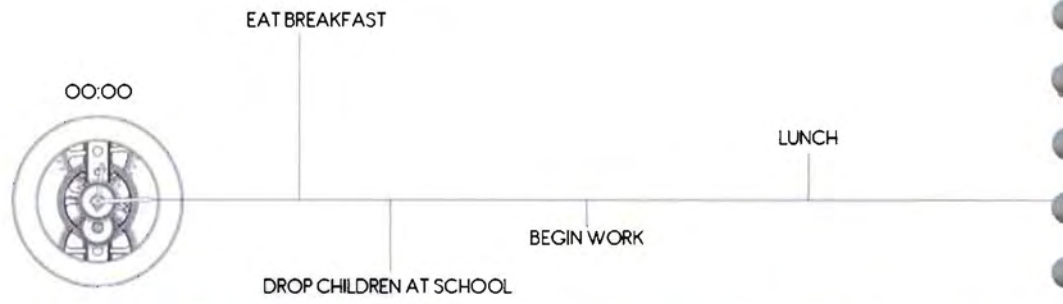 EAT BREAKFAST
00:00
LUNCH
BEGIN WORK
DROP CHILDREN AT SCHOOL